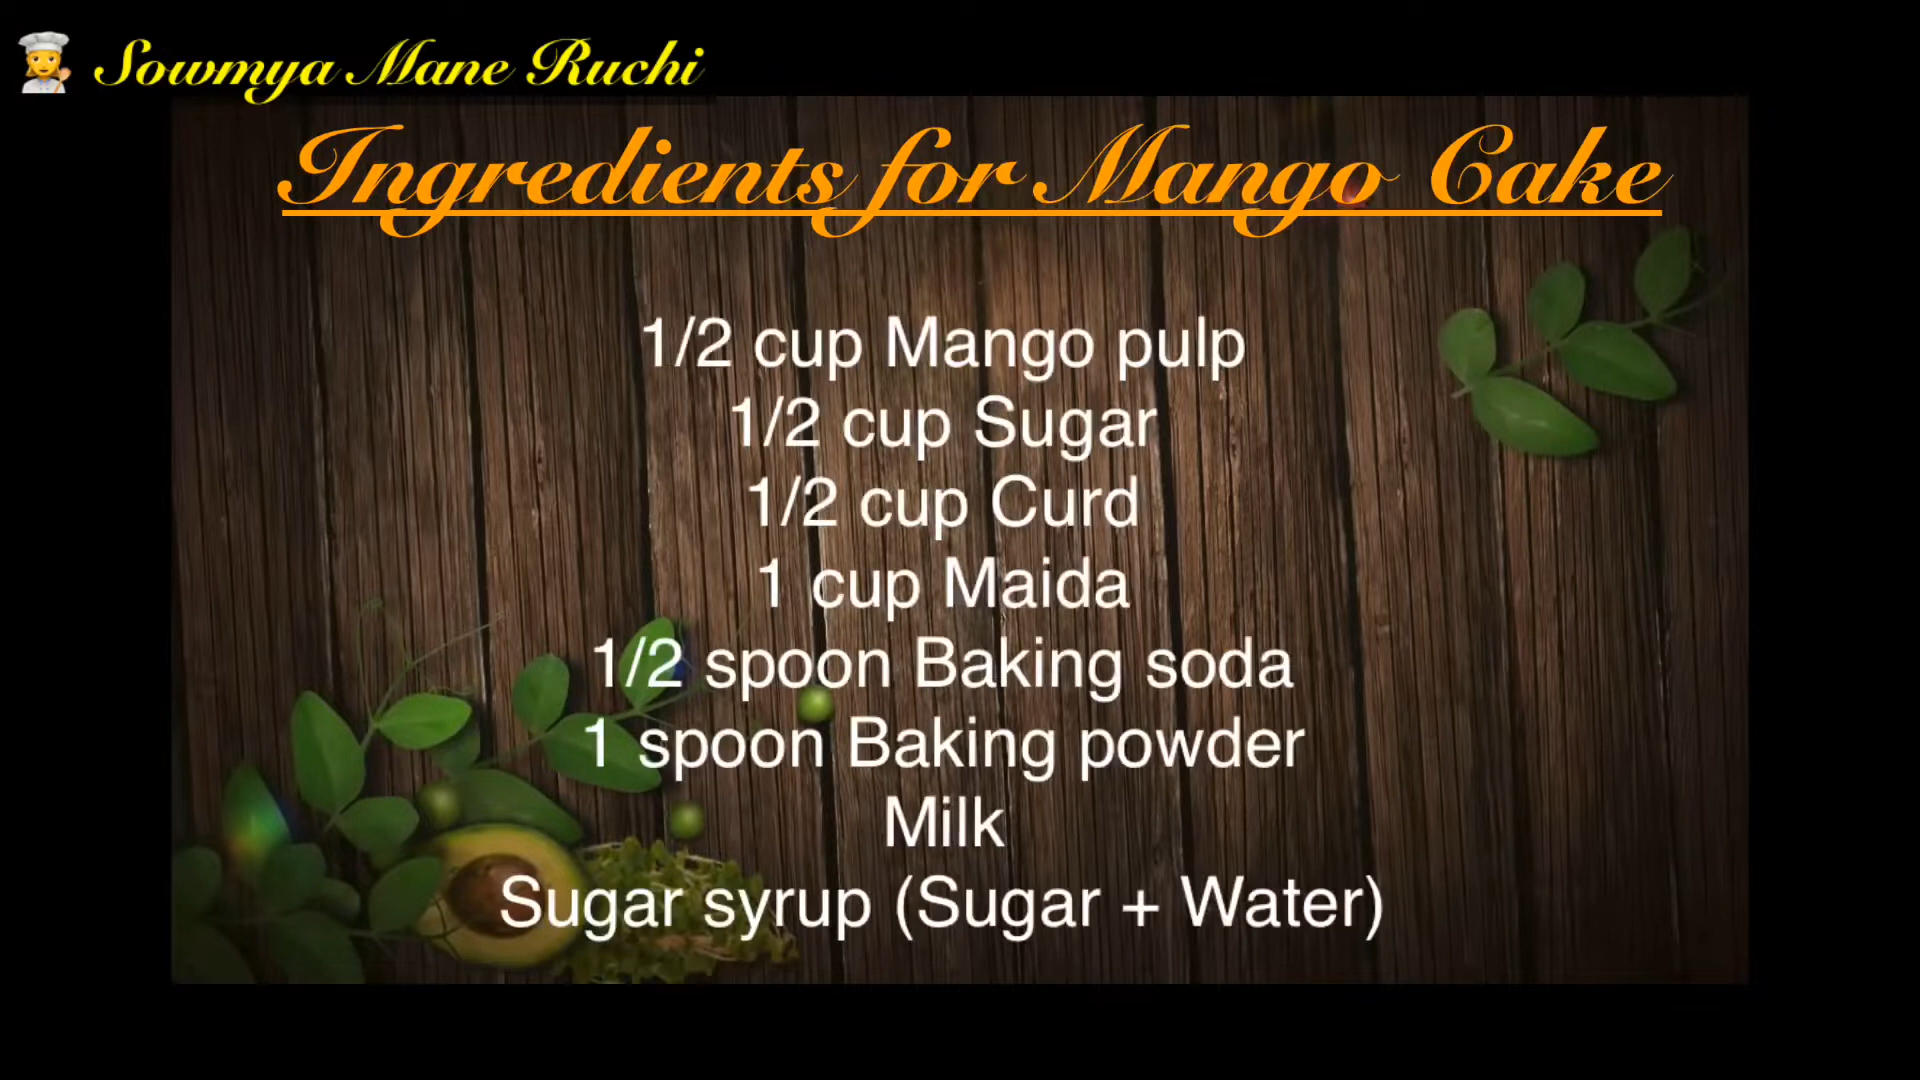 Sowmya Mane Ruchi
Ingredients for Mango Cake
1/2 cup Mango pulp
1/2 cup Sugar
1/2 cup Curd
1 cup Maida
1/2 spoon Baking soda
1 spoon Baking powder
Milk
Sugar syrup (Sugar + Water)